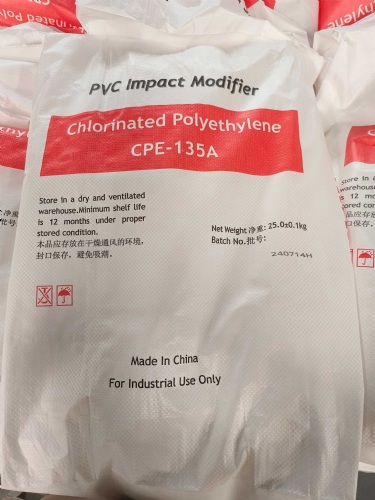 PVC Impact Modifier
Chlorinated Polyethylene
CPE-135A
Store in a dry and ventilated
warehouse.Minimum shelf life
is 12 months under proper
stored condition.
本品应存放在干燥通风的环境,
封口保存，避免吸潮。
Net Weight 净重: 25.0±0.1kg
Batch No.批号:
240714H
Made In China
For Industrial Use Only
Chlorinated Pol